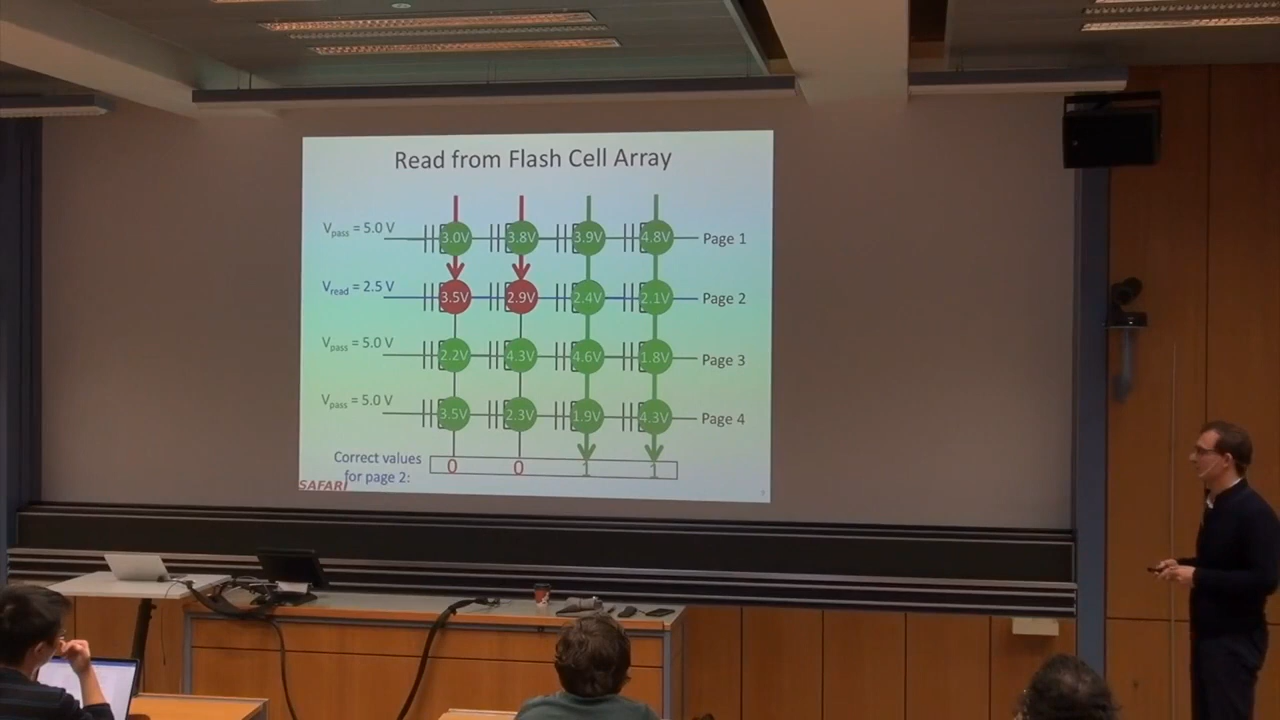 Read from Flash Cell Array
Vpass = 5.0 V 3.0V 3.8V 3.9V 4.8V Page 1
Vread = 2.5 V 3.5V 2.9V 2.4V 2.1V Page 2
Vpass = 5.0 V 2.2V 4.3V 4.6V 1.8V Page 3
Vpass = 5.0 V 3.5V 2.3V 1.9V 4.3V Page 4
Correct values
for page 2: 0 0 1 1
SAFARI 7